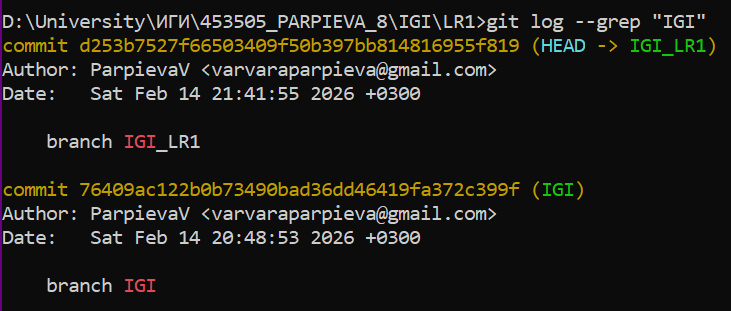 D:\University\ИГИ\453505_PARPIEVA_8\IGI\LR1>git log --grep "IGI"
commit d253b7527f66503409f50b397bb814816955f819 (HEAD -> IGI_LR1)
Author: ParpievaV <varvaraparpieva@gmail.com>
Date:   Sat Feb 14 21:41:55 2026 +0300
    branch IGI_LR1
commit 76409ac122b0b73490bad36dd46419fa372c399f (IGI)
Author: ParpievaV <varvaraparpieva@gmail.com>
Date:   Sat Feb 14 20:48:53 2026 +0300
    branch IGI